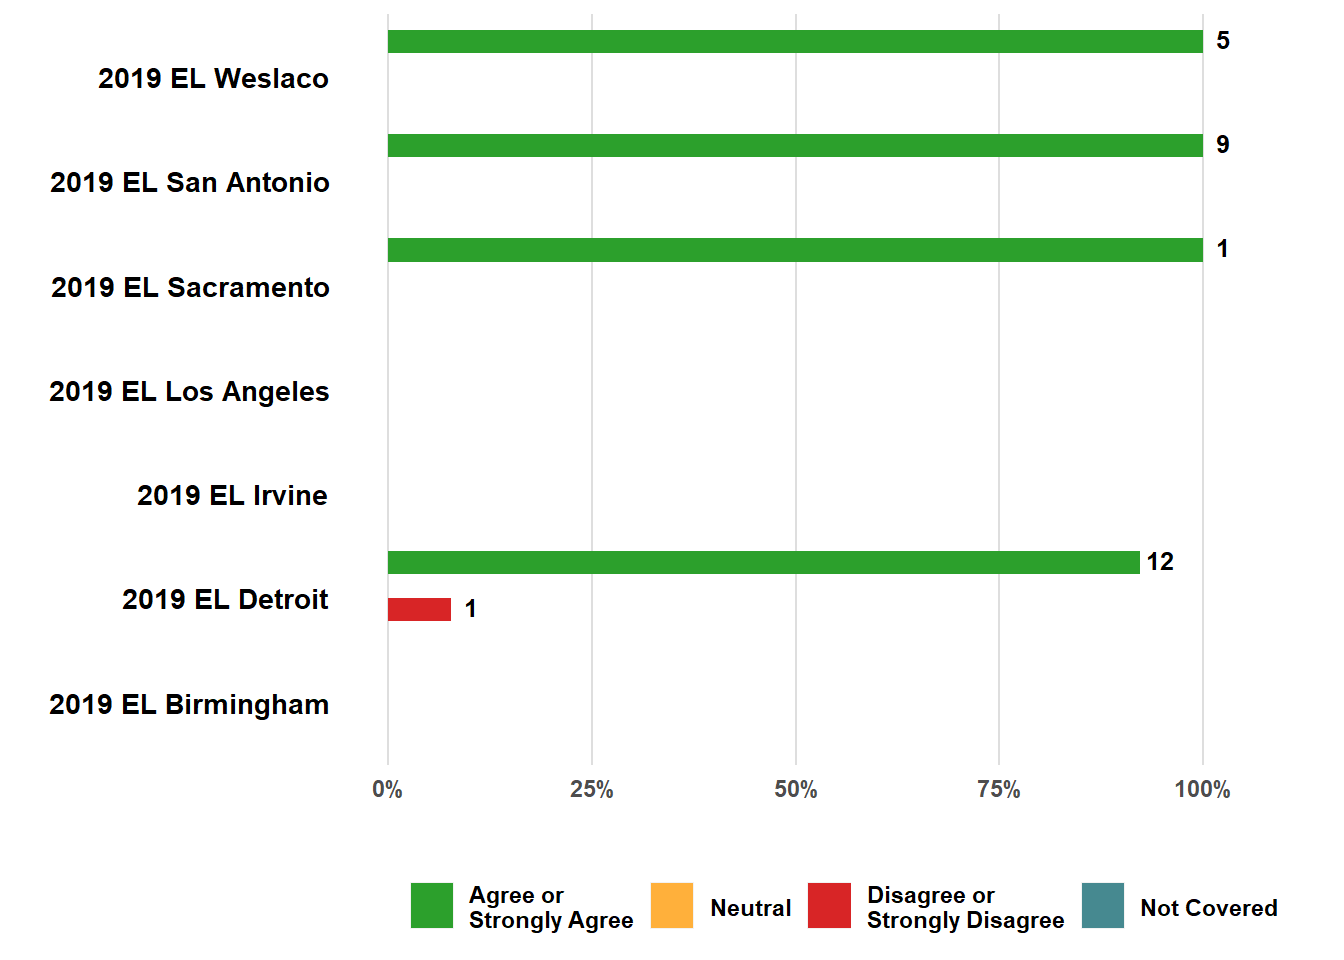 5
2019 EL Weslaco
9
2019 EL San Antonio
1
2019 EL Sacramento
2019 EL Los Angeles
2019 EL Irvine
12
2019 EL Detroit
1
2019 EL Birmingham
0% 25% 50% 75% 100%
Agree or
Strongly Agree
Neutral
Disagree or
Strongly Disagree
Not Covered